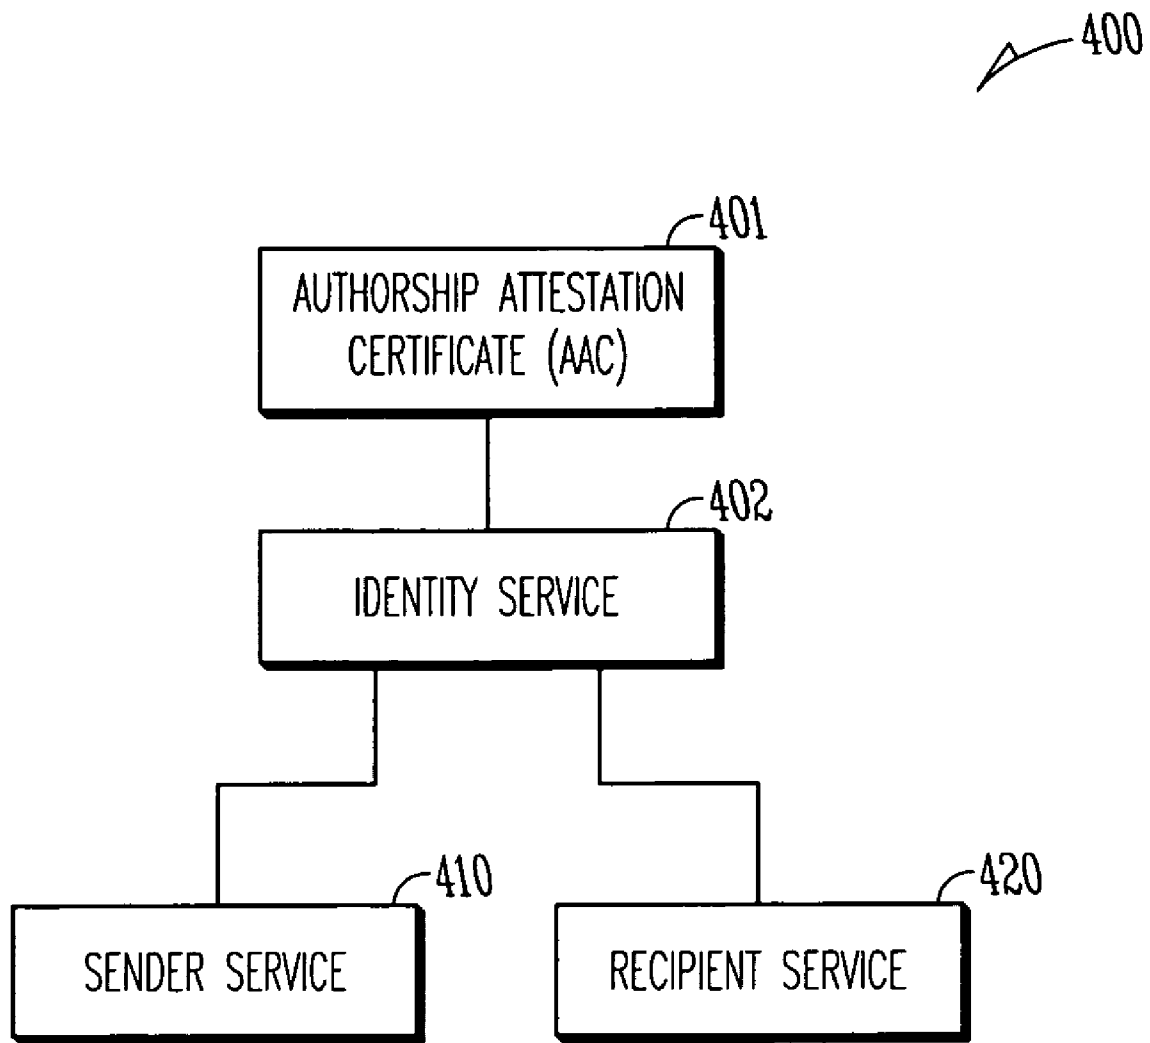 400
401
AUTHORSHIP ATTESTATION
CERTIFICATE (AAC)
402
IDENTITY SERVICE
410
SENDER SERVICE
420
RECIPIENT SERVICE